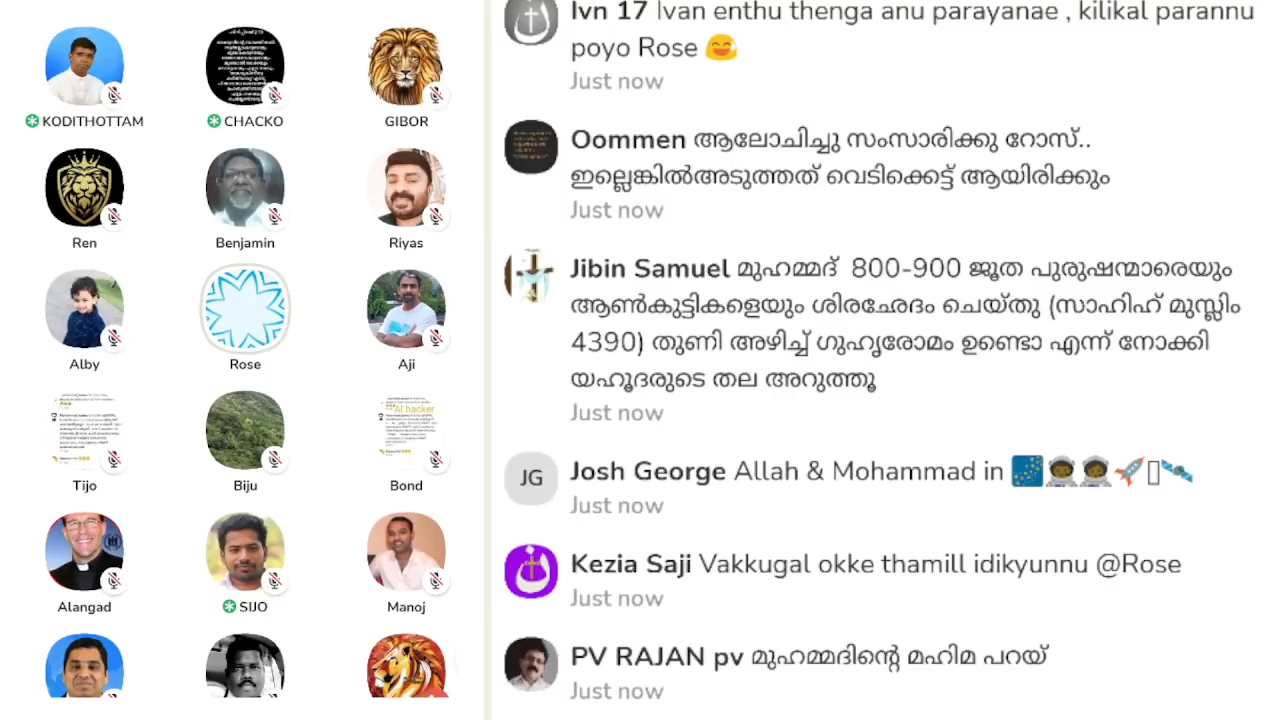 KODITHOTTAM
CHACKO
GIBOR
Ren
Benjamin
Riyas
Alby
Rose
Aji
AI hacker
Tijo
Biju
Bond
Alangad
SIJO
Manoj
Ivn 17 Ivan enthu thenga anu parayanae , kilikal parannu
poyo Rose
Just now
Oommen ആലോചിച്ചു സംസാരിക്കു റോസ്..
ഇല്ലെങ്കിൽഅടുത്തത് വെടിക്കെട്ട് ആയിരിക്കും
Just now
Jibin Samuel മുഹമ്മദ് 800-900 ജൂത പുരുഷന്മാരെയും
ആൺകുട്ടികളെയും ശിരഛേദം ചെയ്തു (സാഹിഹ് മുസ്ലിം
4390) തുണി അഴിച്ച് ഗുഹൃരോമം ഉണ്ടൊ എന്ന് നോക്കി
യഹൂദരുടെ തല അറുത്തൂ
Just now
JG
Josh George Allah & Mohammad in
Just now
Kezia Saji Vakkugal okke thamill idikyunnu @Rose
Just now
PV RAJAN pv മുഹമ്മദിൻ്റെ മഹിമ പറയ്
Just now